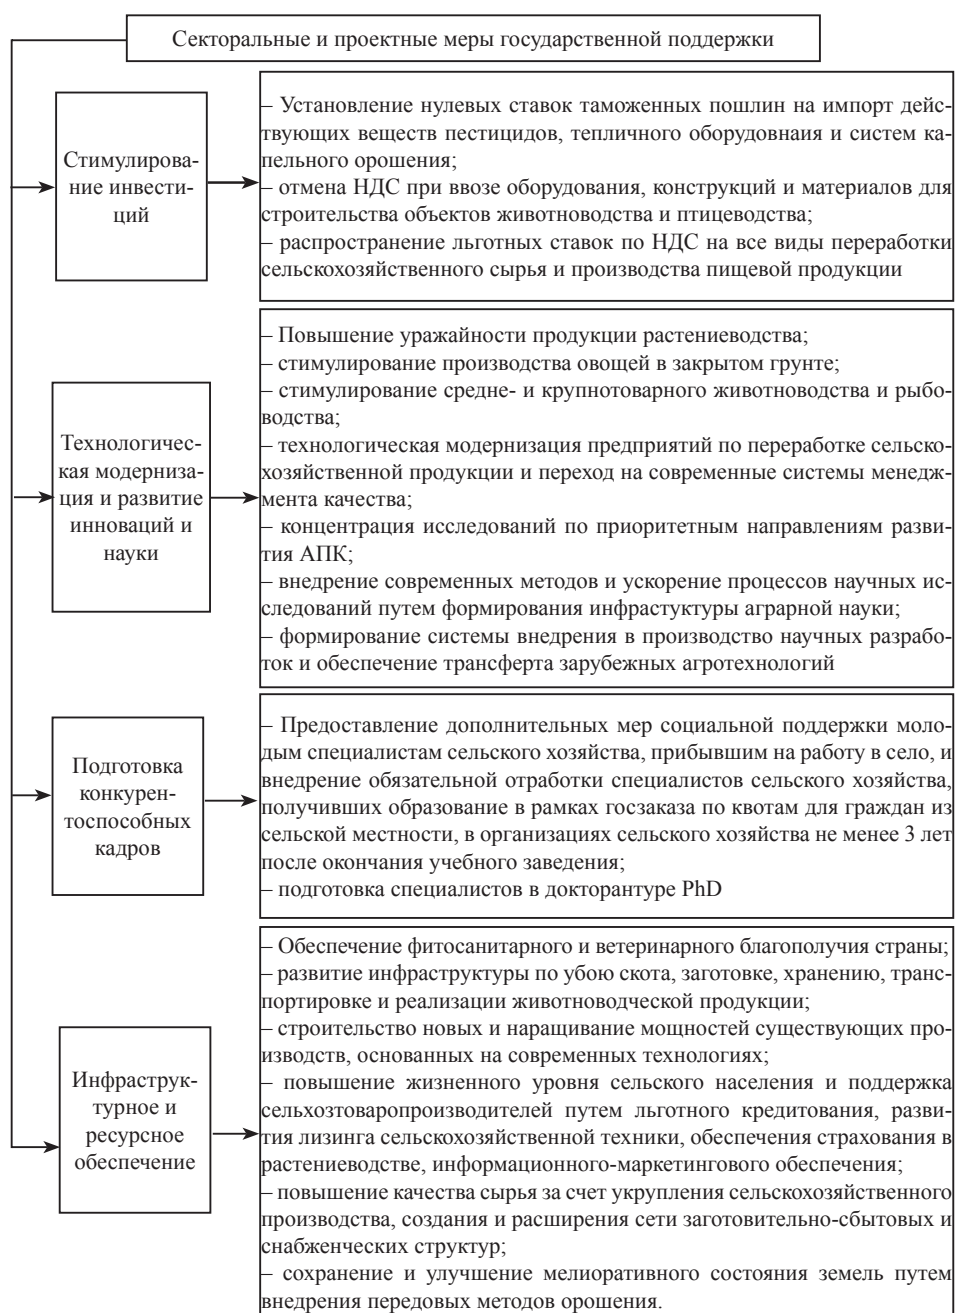 Секторальные и проектные меры государственной поддержки
Стимулирова-
ние инвести-
ций
– Установление нулевых ставок таможенных пошлин на импорт дейс-
твующих веществ пестицидов, тепличного оборудовнаия и систем ка-
пельного орошения;
– отмена НДС при ввозе оборудования, конструкций и материалов для
строительства объектов животноводства и птицеводства;
– распространение льготных ставок по НДС на все виды переработки
сельскохозяйственного сырья и производства пищевой продукции
Технологичес-
кая модерниза-
ция и развитие
инноваций и
науки
– Повышение уражайности продукции растениеводства;
– стимулирование производства овощей в закрытом грунте;
– стимулирование средне- и крупнотоварного животноводства и рыбо-
водства;
– технологическая модернизация предприятий по переработке сельско-
хозяйственной продукции и переход на современные системы менедж-
мента качества;
– концентрация исследований по приоритетным направлениям разви-
тия АПК;
– внедрение современных методов и ускорение процессов научных ис-
следований путем формирования инфраструктуры аграрной науки;
– формирование системы внедрения в производство научных разрабо-
ток и обеспечение трансферта зарубежных агротехнологий
Подготовка
конкурен-
тоспособных
кадров
– Предоставление дополнительных мер социальной поддержки моло-
дым специалистам сельского хозяйства, прибывшим на работу в село, и
внедрение обязательной отработки специалистов сельского хозяйства,
получивших образование в рамках госзаказа по квотам для граждан из
сельской местности, в организациях сельского хозяйства не менее 3 лет
после окончания учебного заведения;
– подготовка специалистов в докторантуре PhD
Инфраструк-
турное и
ресурсное
обеспечение
– Обеспечение фитосанитарного и ветеринарного благополучия страны;
– развитие инфраструктуры по убою скота, заготовке, хранению, транс-
портировке и реализации животноводческой продукции;
– строительство новых и наращивание мощностей существующих про-
изводств, основанных на современных технологиях;
– повышение жизненного уровня сельского населения и поддержка
сельхозтоваропроизводителей путем льготного кредитования, разви-
тия лизинга сельскохозяйственной техники, обеспечения страхования в
растениеводстве, информационного-маркетингового обеспечения;
– повышение качества сырья за счет укрупления сельскохозяйственного
производства, создания и расширения сети заготовительно-сбытовых и
снабженческих структур;
– сохранение и улучшение мелиоративного состояния земель путем
внедрения передовых методов орошения.